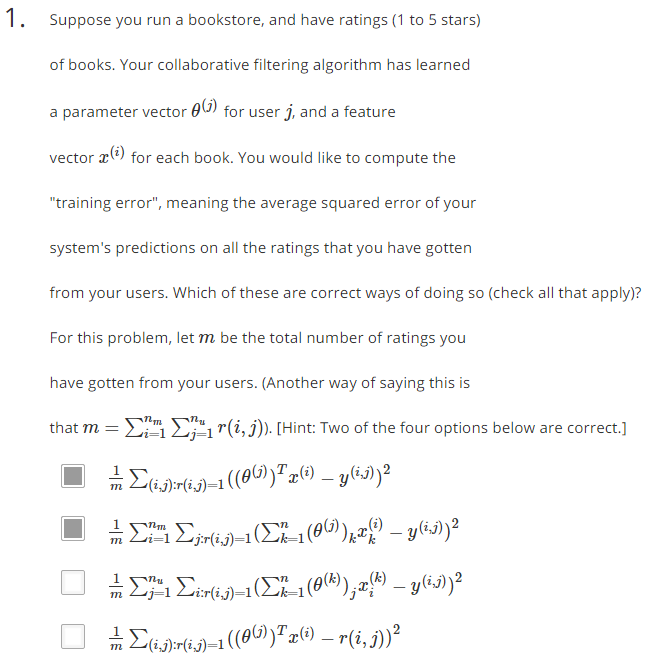 1. Suppose you run a bookstore, and have ratings (1 to 5 stars)
of books. Your collaborative filtering algorithm has learned
a parameter vector θ^{(j)} for user j, and a feature
vector x^{(i)} for each book. You would like to compute the
"training error", meaning the average squared error of your
system's predictions on all the ratings that you have gotten
from your users. Which of these are correct ways of doing so (check all that apply)?
For this problem, let m be the total number of ratings you
have gotten from your users. (Another way of saying this is
that m = \sum_{i=1}^{n_m} \sum_{j=1}^{n_u} r(i, j)). [Hint: Two of the four options below are correct.]
\frac{1}{m} \sum_{(i,j):r(i,j)=1} ((θ^{(j)})^T x^{(i)} − y^{(i,j)})^2
\frac{1}{m} \sum_{i=1}^{n_m} \sum_{j:r(i,j)=1} (\sum_{k=1}^{n} (θ^{(j)})_k x_k^{(i)} − y^{(i,j)})^2
\frac{1}{m} \sum_{j=1}^{n_u} \sum_{i:r(i,j)=1} (\sum_{k=1}^{n} (θ^{(k)})_j x_i^{(k)} − y^{(i,j)})^2
\frac{1}{m} \sum_{(i,j):r(i,j)=1} ((θ^{(j)})^T x^{(i)} − r(i, j))^2